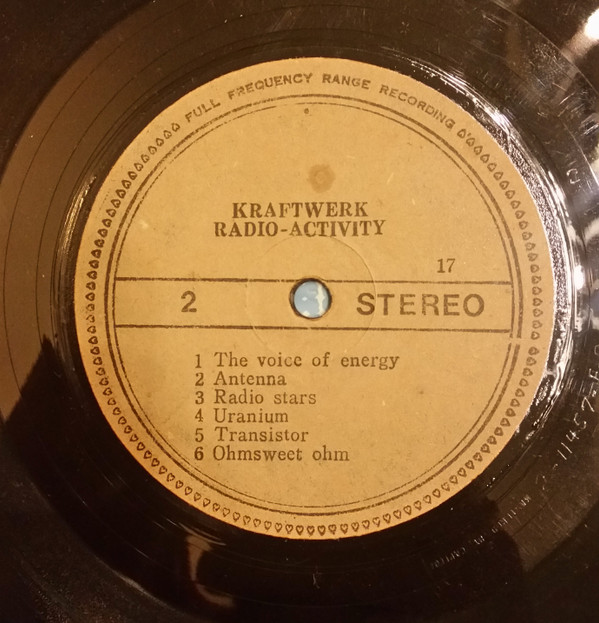 FULL FREQUENCY RANGE RECORDING
KRAFTWERK
RADIO-ACTIVITY
17
2 STEREO
1 The voice of energy
2 Antenna
3 Radio stars
4 Uranium
5 Transistor
6 Ohmsweet ohm